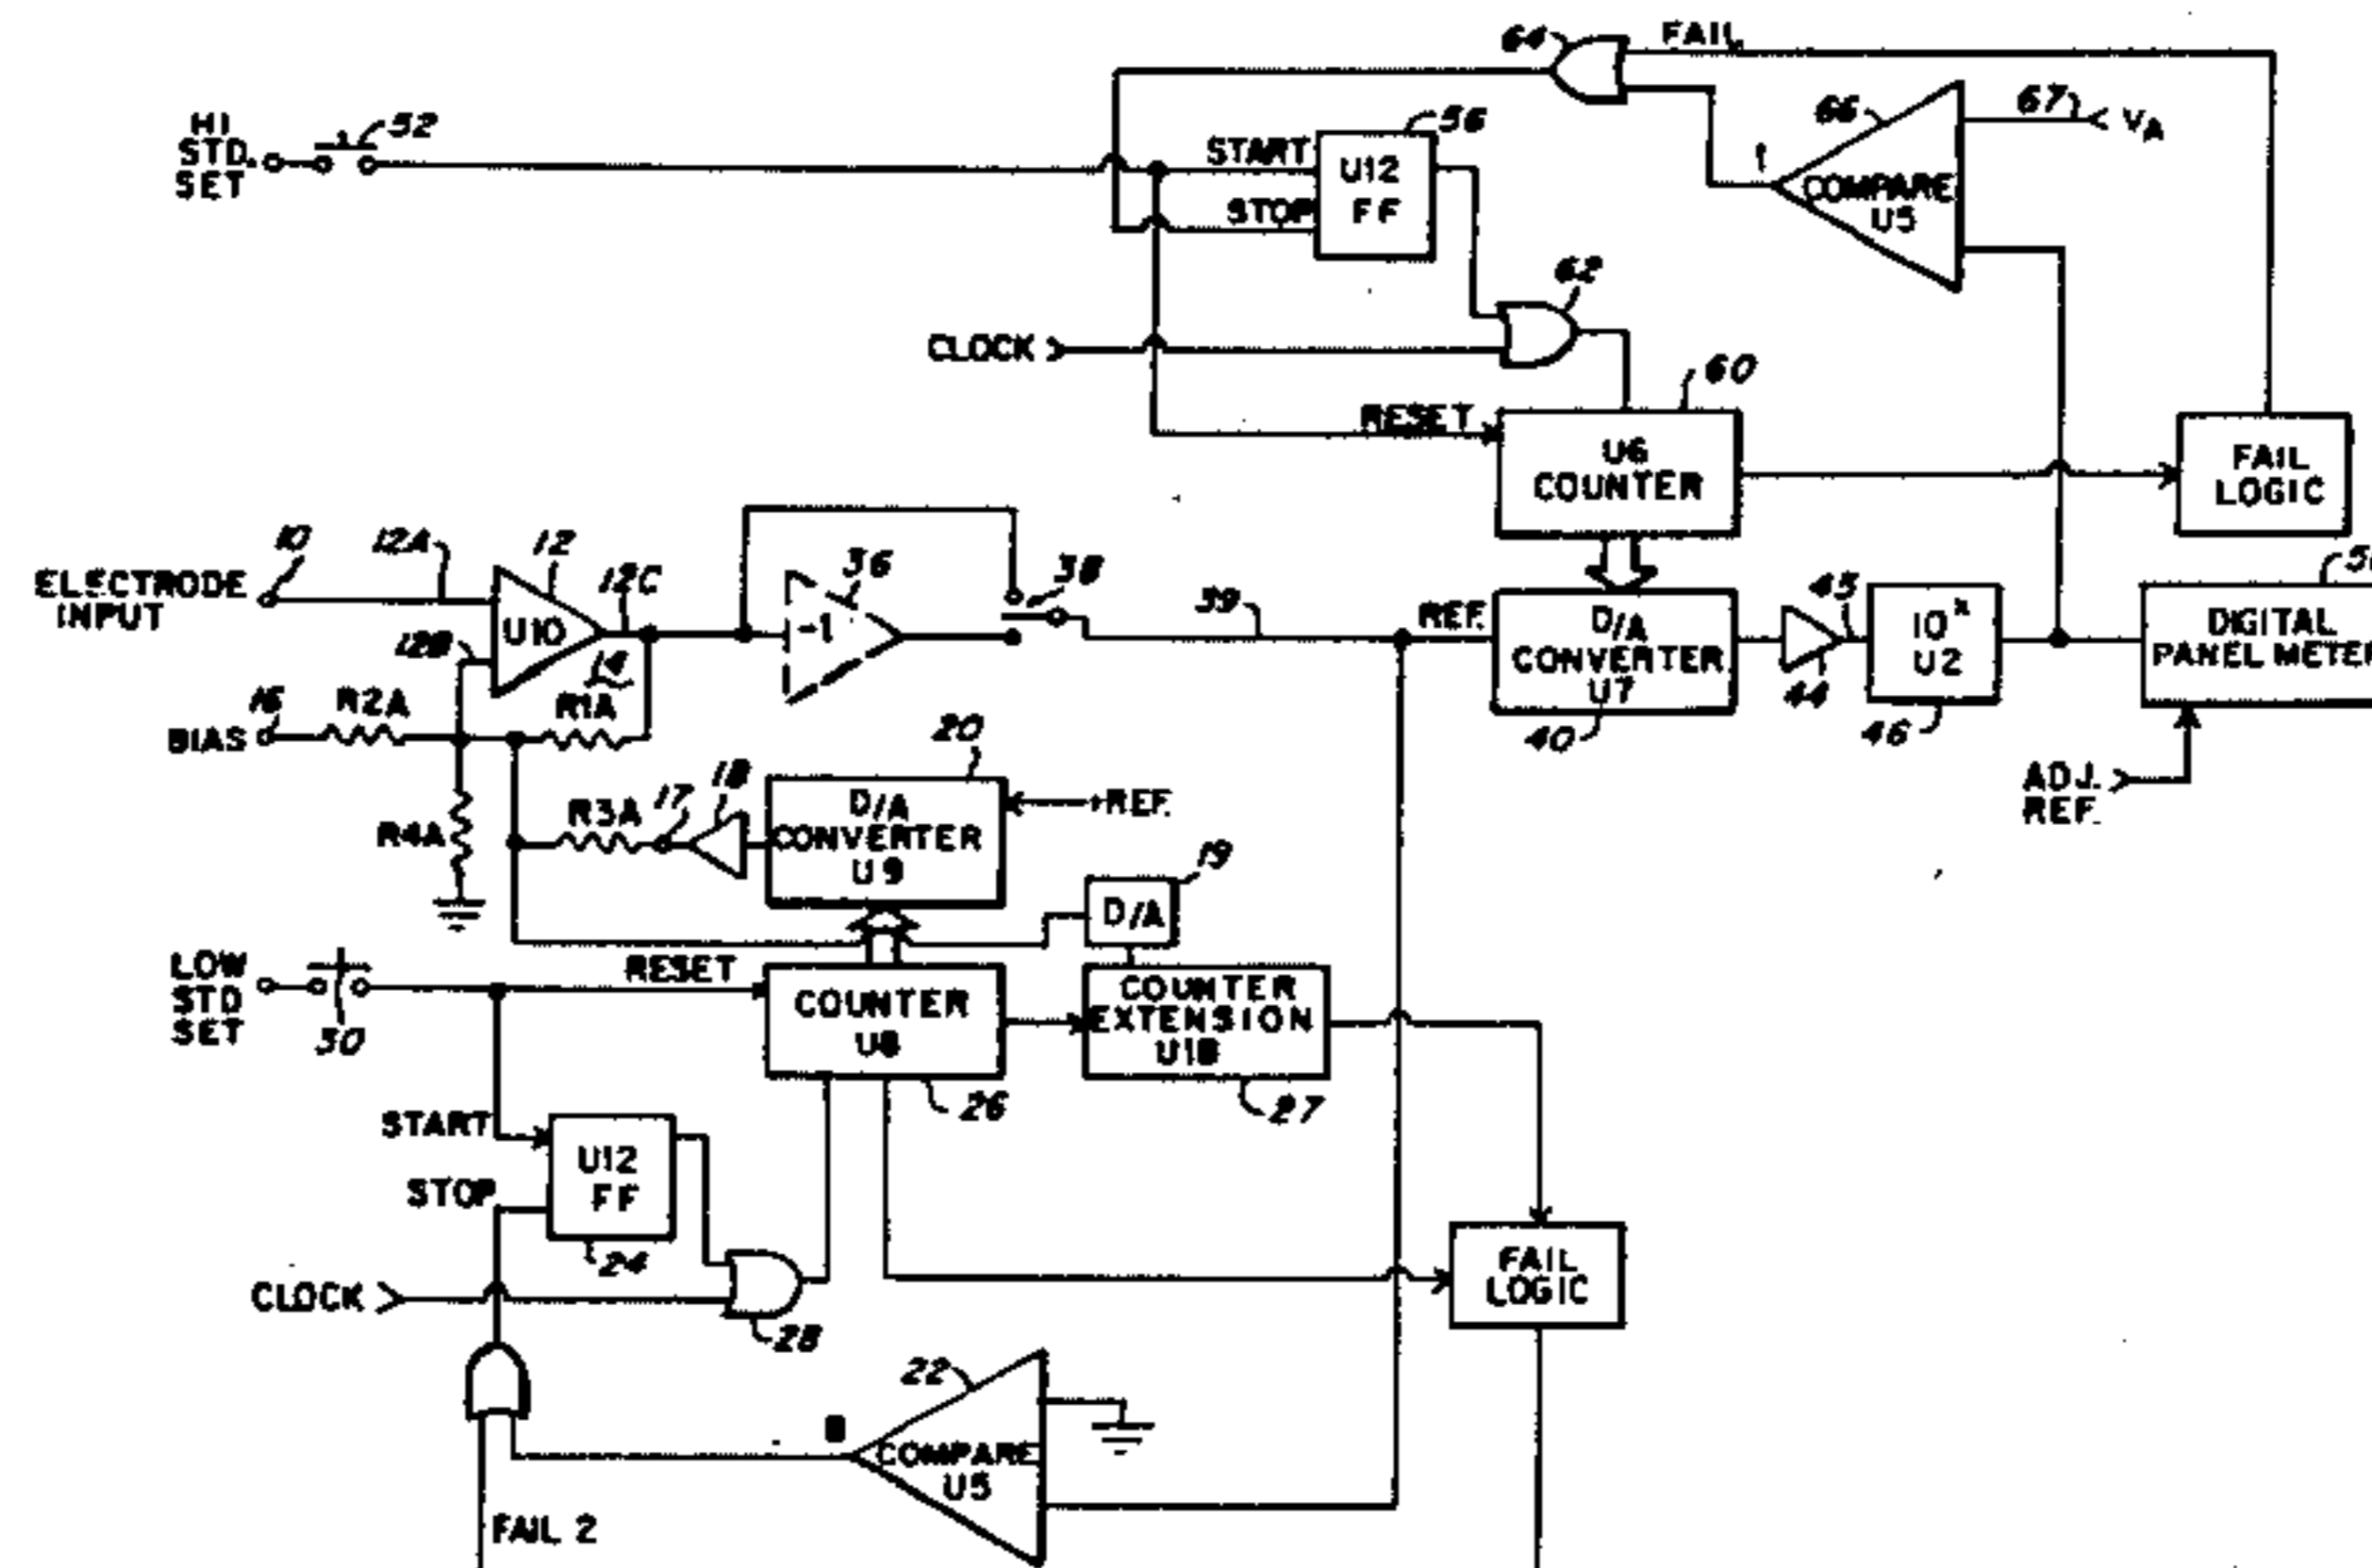 64
FAIL
HI
STD.
SET
52
START
STOP
56
U12
FF
66
COMPARE
U5
1
67
VA
62
CLOCK
RESET
60
U6
COUNTER
FAIL
LOGIC
ELECTRODE
INPUT
10
12A
12
12C
U10
12B
14
R1A
36
-1
38
39
REF.
D/A
CONVERTER
U7
40
45
44
10x
U2
46
DIGITAL
PANEL METER
ADJ.
REF.
BIAS
16
R2A
R4A
R3A
17
18
20
D/A
CONVERTER
U9
+REF.
19
D/A
LOW
STD
SET
30
RESET
COUNTER
U8
26
COUNTER
EXTENSION
U18
27
START
STOP
U12
FF
24
CLOCK
28
FAIL
LOGIC
22
COMPARE
U5
FAIL 2